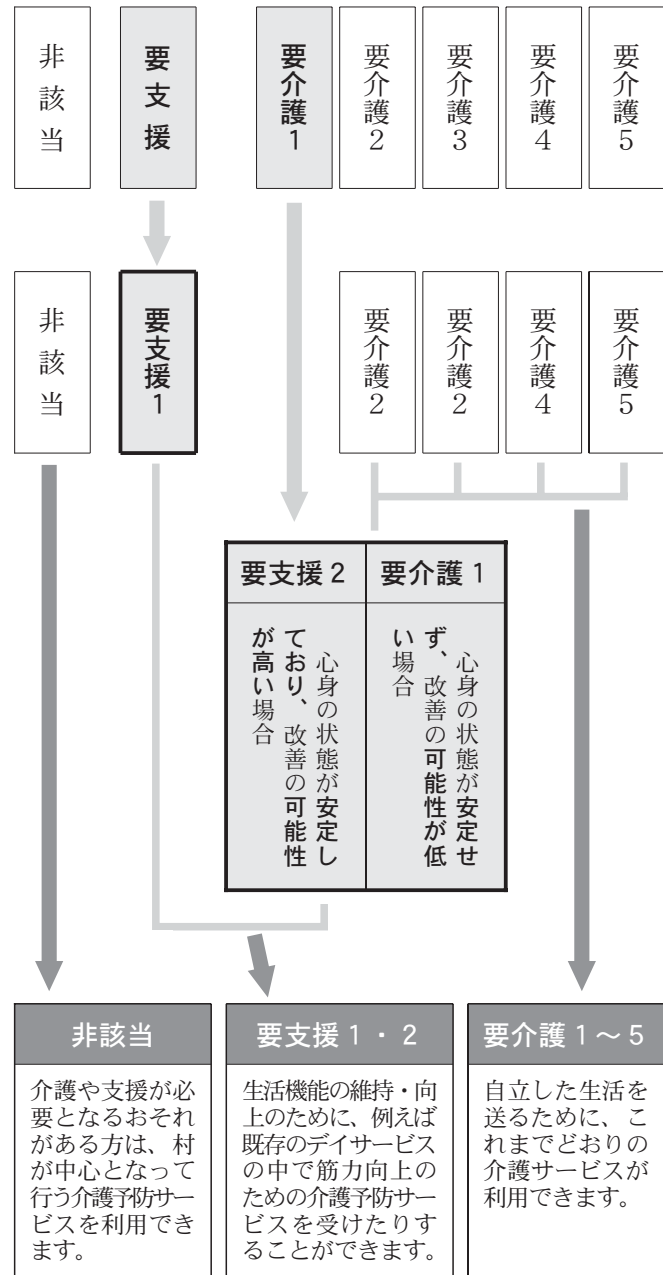 非該当
要支援
要介護1
要介護2
要介護3
要介護4
要介護5
非該当
要支援1
要介護2
要介護2
要介護4
要介護5
要支援2
要介護1
心身の状態が安定し
ており、改善の可能性
が高い場合
心身の状態が安定せ
ず、改善の可能性が低
い場合
非該当
介護や支援が必
要となるおそれ
がある方は、村
が中心となって
行う介護予防サー
ビスを利用でき
ます。
要支援1・2
生活機能の維持・向
上のために、例えば
既存のデイサービス
の中で筋力向上の
ための介護予防サー
ビスを受けたりす
ることができます。
要介護1～5
自立した生活を
送るために、こ
れまでどおりの
介護サービスが
利用できます。